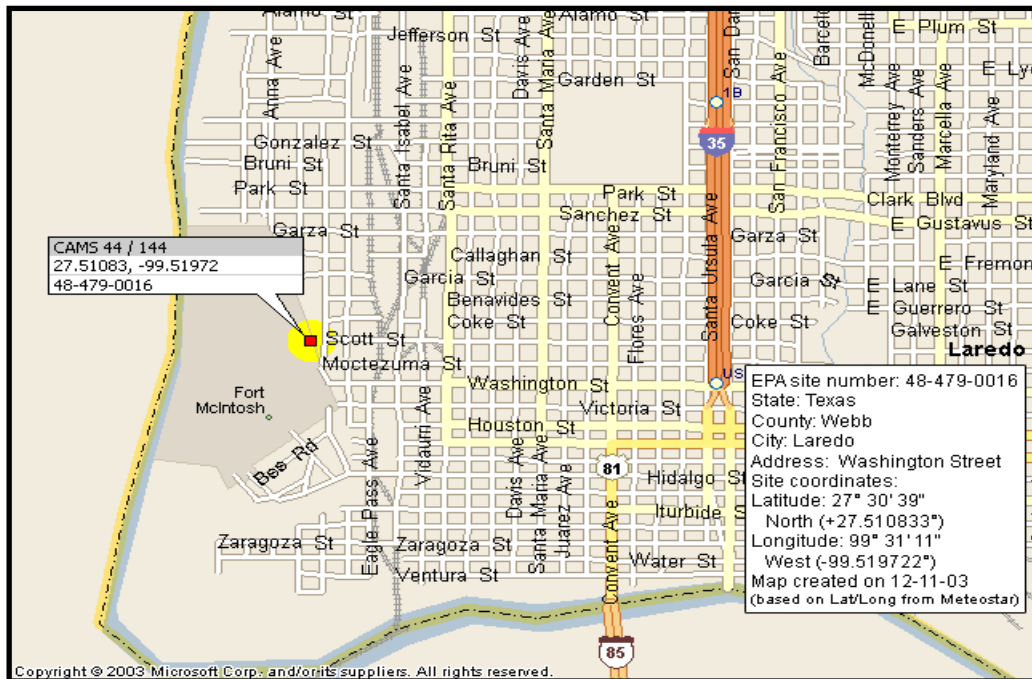 Alamo St
Alamo St
Jefferson St
Anna Ave
Santa Isabel Ave
Davis Ave
Santa Maria Ave
Garden St
San Dar
1B
35
San Francisco Ave
Barcelo
McDonell
E Plum St
E Ly
Monterrey Ave
Sanders Ave
Marcella Ave
Maryland Ave
Gonzalez St
Bruni St
Bruni St
Santa Rita Ave
Park St
Park St
Sanchez St
Clark Blvd
E Gustavus St
Garza St
Garza St
CAMS 44 / 144
27.51083, -99.51972
48-479-0016
Callaghan St
Garcia St
Garcia St
Benavides St
Coke St
Coke St
Convent Ave
Flores Ave
Santa Ursula Ave
E Fremon
E Lane St
E Guerrero St
Galveston St
Laredo
Scott St
Moctezuma St
Washington St
US
Victoria St
Houston St
Fort
McIntosh
Bes Rd
Vidaurri Ave
Eagle Pass Ave
Davis Ave
Santa Maria Ave
Juarez Ave
81
Hidalgo St
Iturbide S
Zaragoza St
Zaragoza St
Water St
Ventura St
Convent Ave
85
EPA site number: 48-479-0016
State: Texas
County: Webb
City: Laredo
Address: Washington Street
Site coordinates:
Latitude: 27° 30'39"
North (+27.510833°)
Longitude: 99° 31'11"
West (-99.519722°)
Map created on 12-11-03
(based on Lat/Long from Meteostar)
Copyright © 2003 Microsoft Corp. and/or its suppliers. All rights reserved.